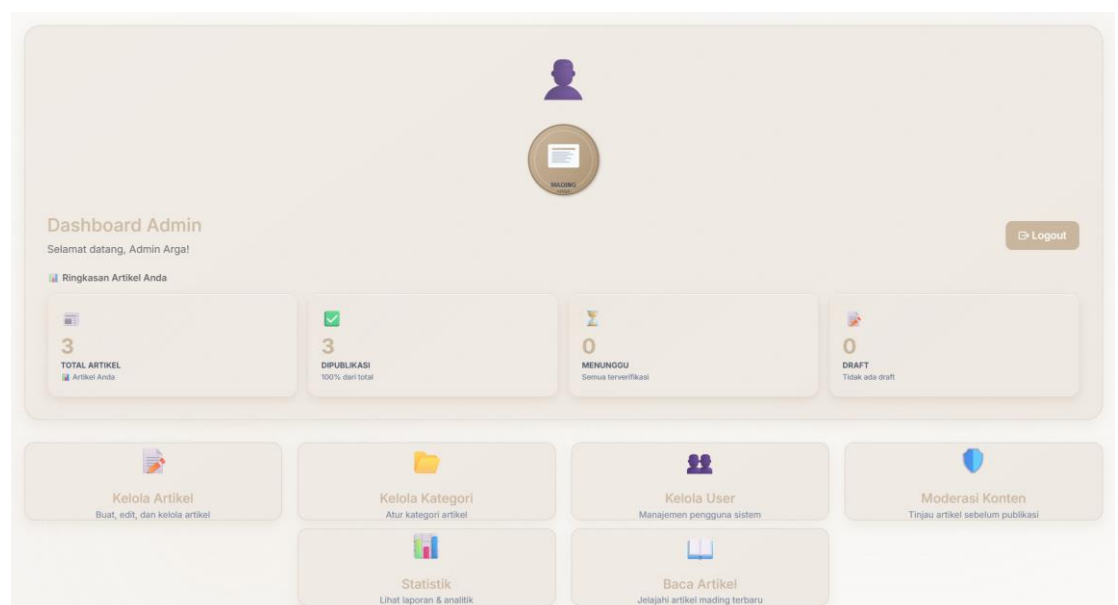 MADING
Dashboard Admin
Selamat datang, Admin Arga!
Logout
Ringkasan Artikel Anda
3
TOTAL ARTIKEL
Artikel Anda
3
DIPUBLIKASI
100% dari total
0
MENUNGGU
Semua terverifikasi
0
DRAFT
Tidak ada draft
Kelola Artikel
Buat, edit, dan kelola artikel
Kelola Kategori
Atur kategori artikel
Kelola User
Manajemen pengguna sistem
Moderasi Konten
Tinjau artikel sebelum publikasi
Statistik
Lihat laporan & analitik
Baca Artikel
Jelajahi artikel mading terbaru